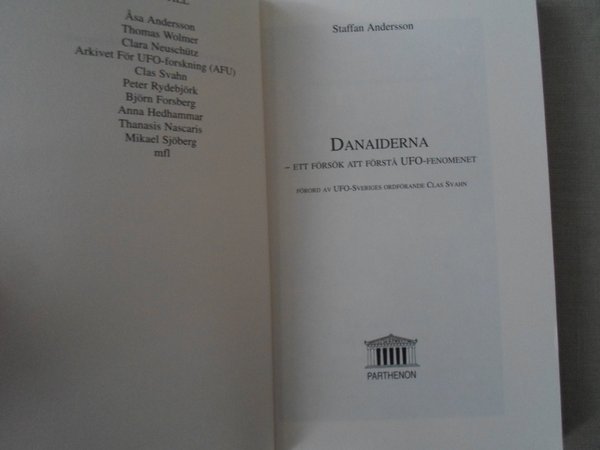 Åsa Andersson
Thomas Wolmer
Clara Neuschütz
Arkivet För UFO-forskning (AFU)
Clas Svahn
Peter Rydebjörk
Björn Forsberg
Anna Hedhammar
Thanasis Nascaris
Mikael Sjöberg
mfl
Staffan Andersson
DANAIDERNA
– ETT FÖRSÖK ATT FÖRSTÅ UFO-FENOMENET
FÖRORD AV UFO-SVERIGES ORDFÖRANDE CLAS SVAHN
PARTHENON